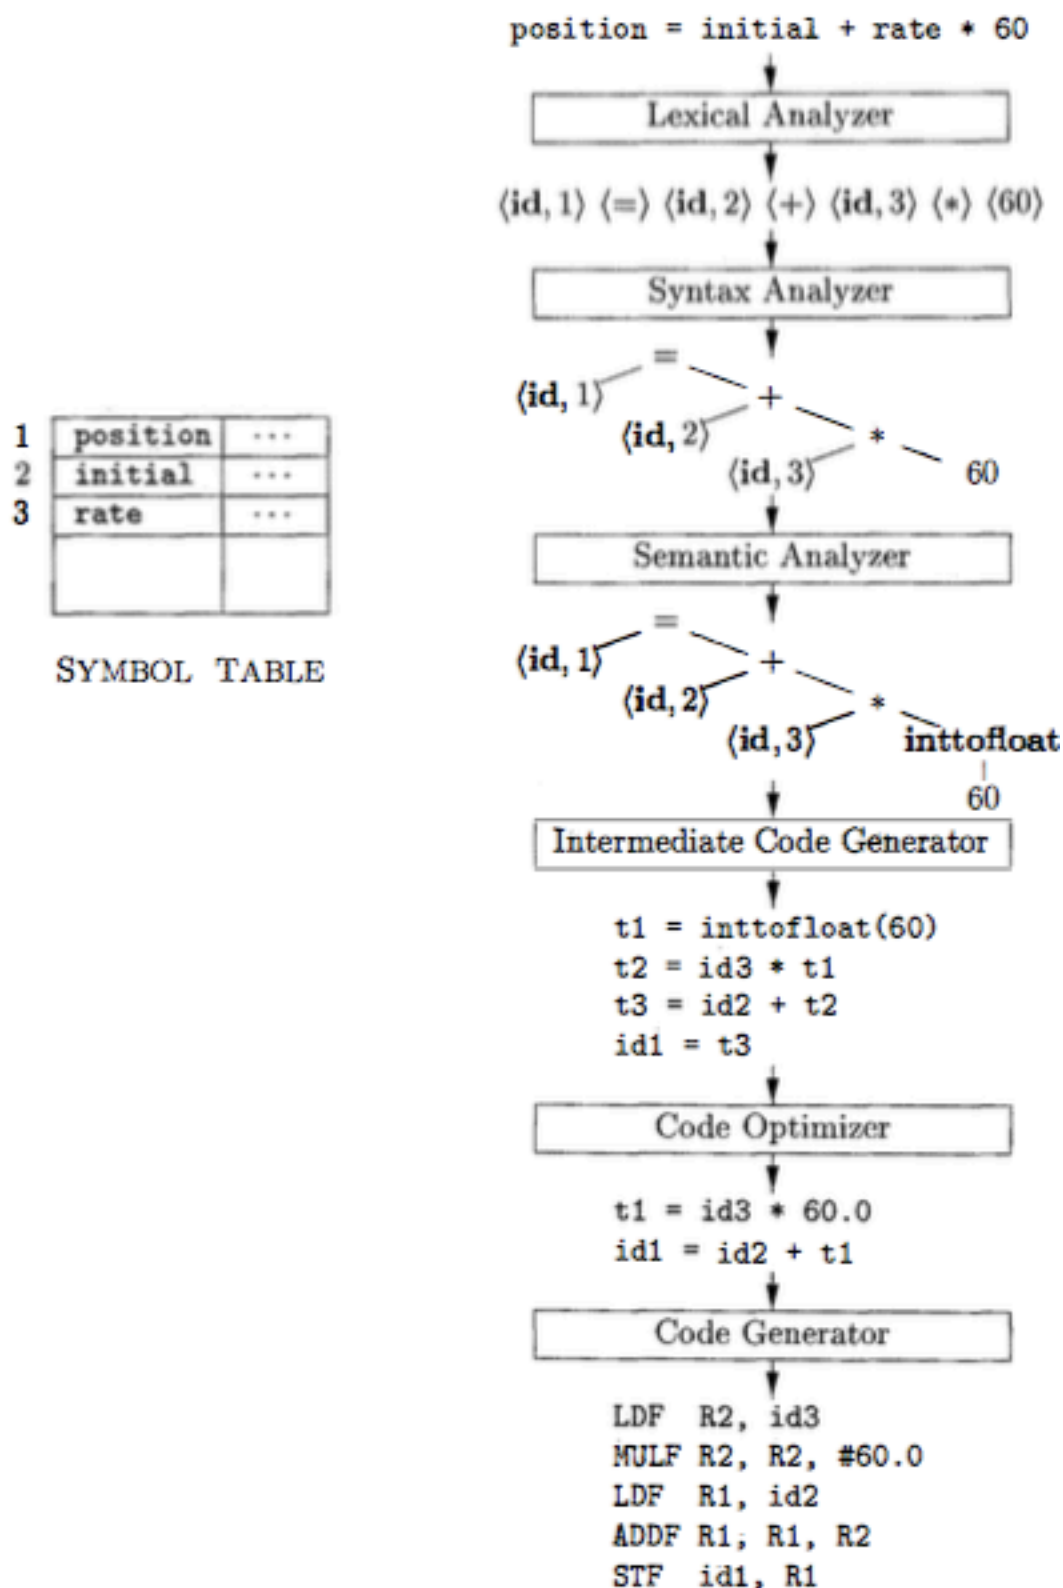 position = initial + rate * 60
Lexical Analyzer
⟨id, 1⟩ ⟨=⟩ ⟨id, 2⟩ ⟨+⟩ ⟨id, 3⟩ ⟨*⟩ ⟨60⟩
Syntax Analyzer
=
⟨id, 1⟩ +
⟨id, 2⟩ *
⟨id, 3⟩ 60
1 position ...
2 initial ...
3 rate ...
SYMBOL TABLE
Semantic Analyzer
=
⟨id, 1⟩ +
⟨id, 2⟩ *
⟨id, 3⟩ inttofloat
60
Intermediate Code Generator
t1 = inttofloat(60)
t2 = id3 * t1
t3 = id2 + t2
id1 = t3
Code Optimizer
t1 = id3 * 60.0
id1 = id2 + t1
Code Generator
LDF R2, id3
MULF R2, R2, #60.0
LDF R1, id2
ADDF R1, R1, R2
STF id1, R1